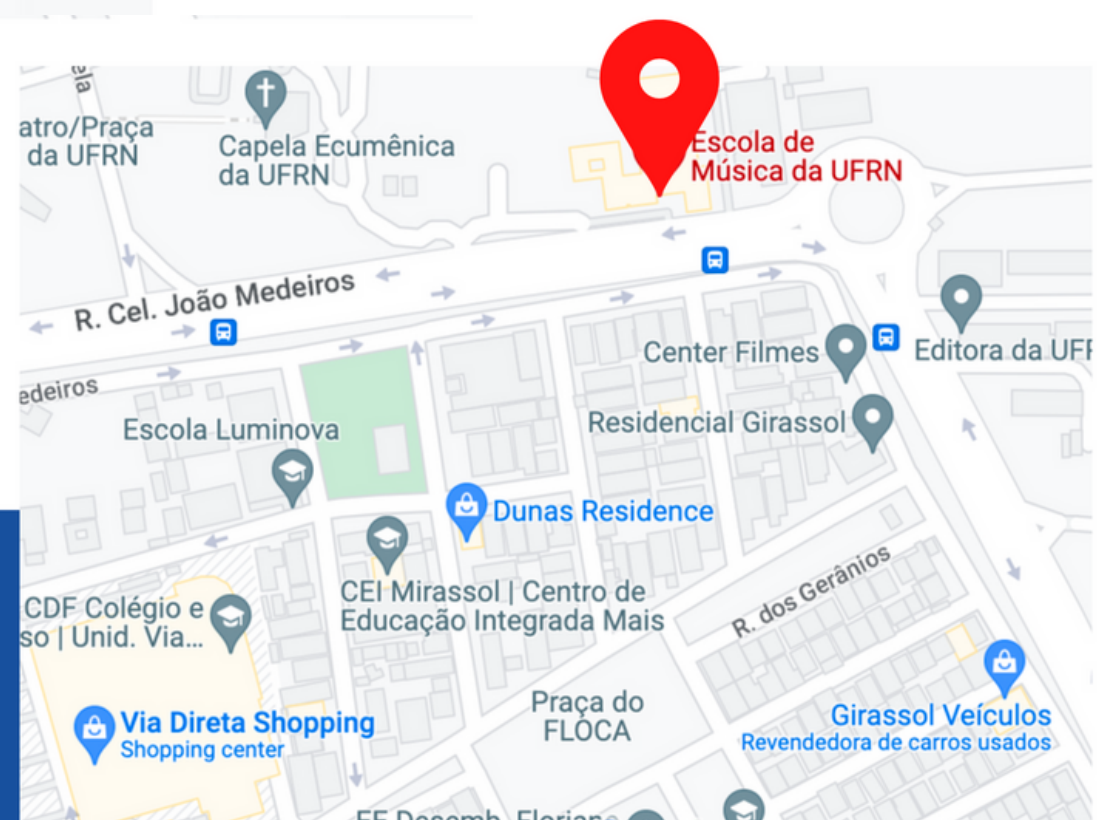 atro/Praça
da UFRN
Capela Ecumênica
da UFRN
Escola de
Música da UFRN
R. Cel. João Medeiros
edeiros
Center Filmes
Editora da UFR
Escola Luminova
Residencial Girassol
Dunas Residence
CEI Mirassol | Centro de
Educação Integrada Mais
R. dos Gerânios
CDF Colégio e
so | Unid. Via...
Praça do
FLOCA
Via Direta Shopping
Shopping center
Girassol Veículos
Revendedora de carros usados